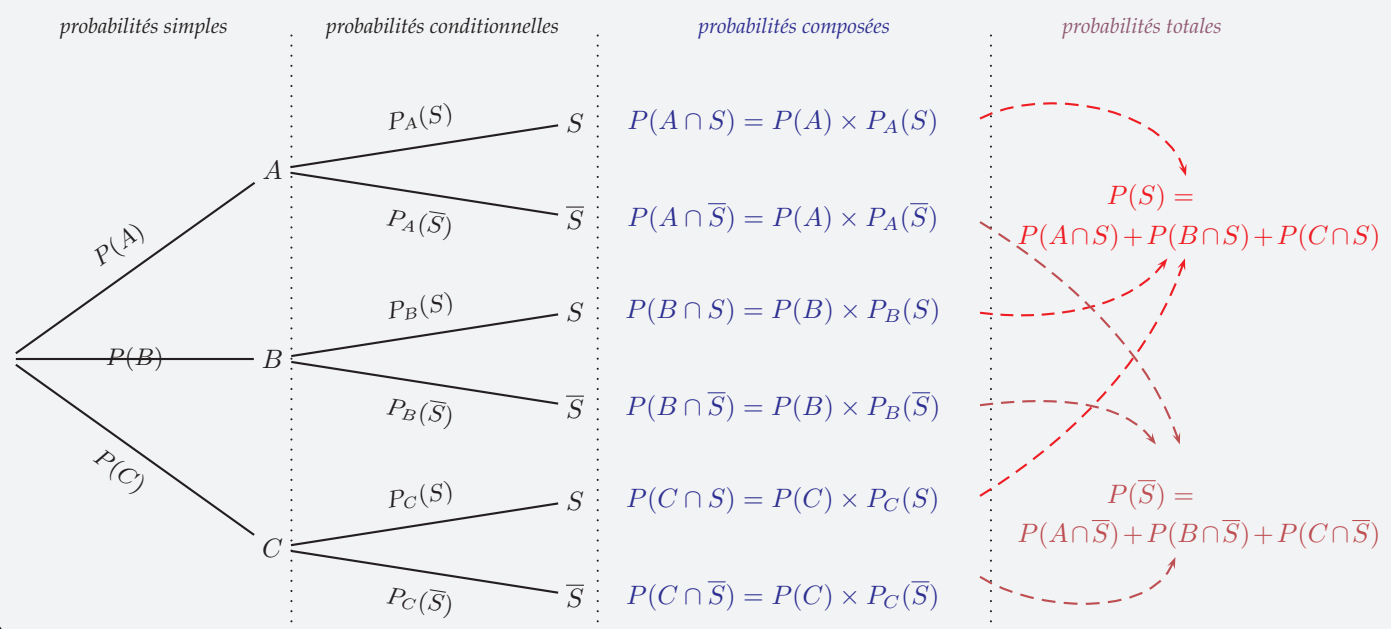 probabilités simples
probabilités conditionnelles
probabilités composées
probabilités totales
P(A)
P(B)
P(C)
A
B
C
P_A(S)
S
P_A(S̅)
S̅
P_B(S)
S
P_B(S̅)
S̅
P_C(S)
S
P_C(S̅)
S̅
P(A ∩ S) = P(A) × P_A(S)
P(A ∩ S̅) = P(A) × P_A(S̅)
P(B ∩ S) = P(B) × P_B(S)
P(B ∩ S̅) = P(B) × P_B(S̅)
P(C ∩ S) = P(C) × P_C(S)
P(C ∩ S̅) = P(C) × P_C(S̅)
P(S) =
P(A∩S)+P(B∩S)+P(C∩S)
P(S̅) =
P(A∩S̅)+P(B∩S̅)+P(C∩S̅)